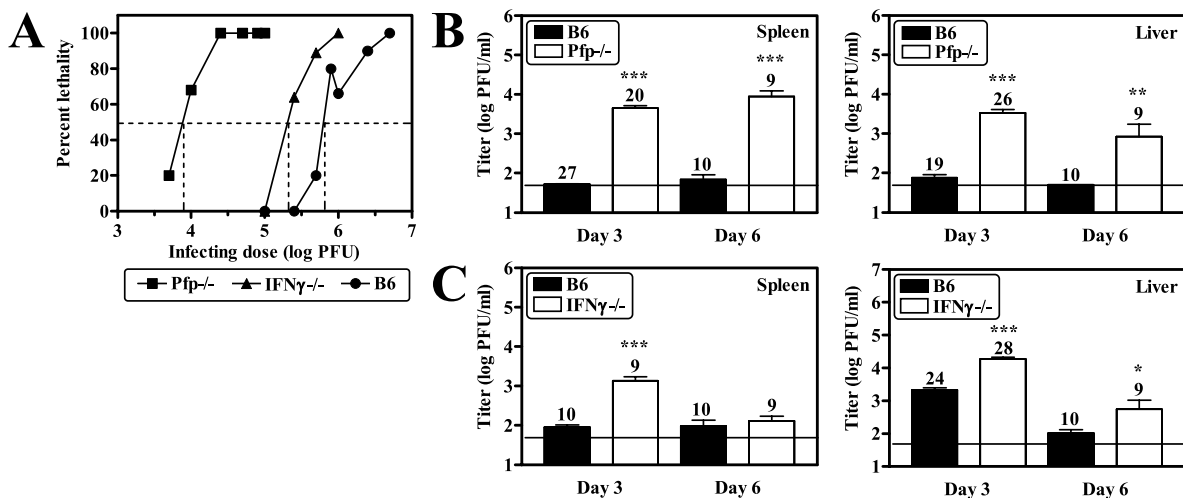 A
Percent lethality
100
80
60
40
20
0
3 4 5 6 7
Infecting dose (log PFU)
Pfp-/- IFNγ-/- B6
B
Titer (log PFU/ml)
6
5
4
3
2
1
B6
Pfp-/-
Spleen
27
***
20
10
***
9
Day 3 Day 6
Titer (log PFU/ml)
6
5
4
3
2
1
B6
Pfp-/-
Liver
19
***
26
10
**
9
Day 3 Day 6
C
Titer (log PFU/ml)
6
5
4
3
2
1
B6
IFNγ-/-
Spleen
10
***
9
10
9
Day 3 Day 6
Titer (log PFU/ml)
7
6
5
4
3
2
1
B6
IFNγ-/-
Liver
24
***
28
10
*
9
Day 3 Day 6